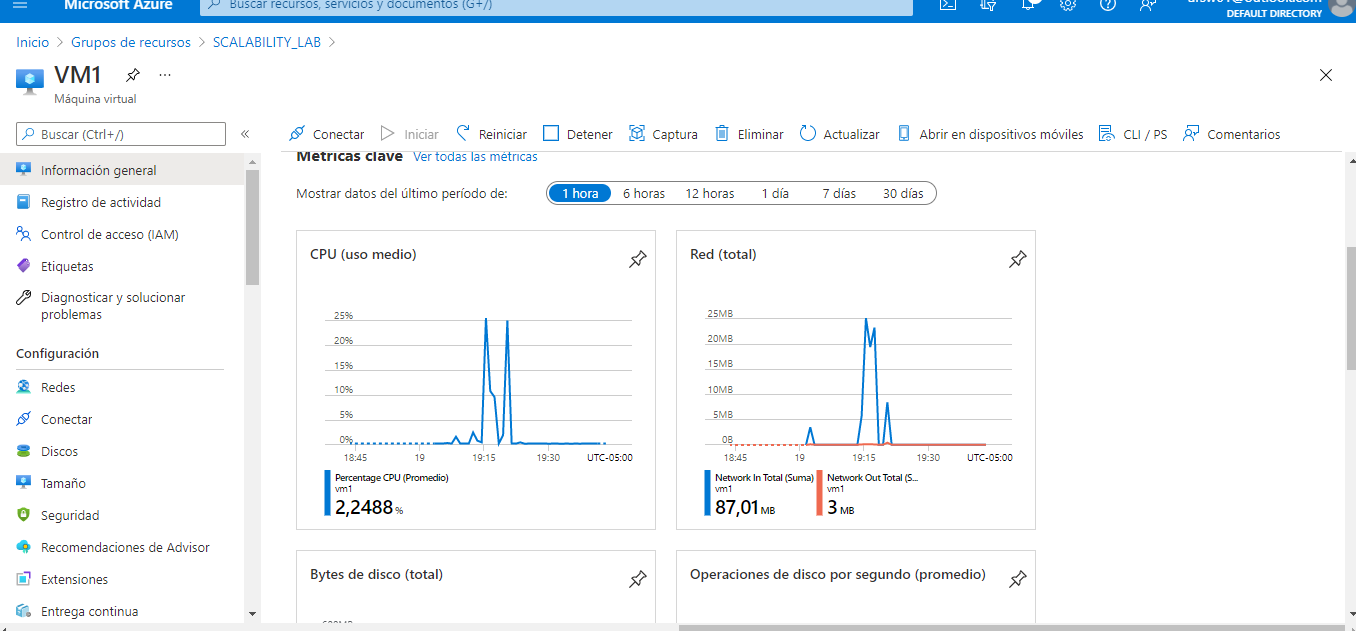 Microsoft Azure
Buscar recursos, servicios y documentos (G+/)
DEFAULT DIRECTORY
Inicio > Grupos de recursos > SCALABILITY_LAB >
VM1 ...
Máquina virtual
Buscar (Ctrl+/) «
Conectar Iniciar Reiniciar Detener Captura Eliminar Actualizar Abrir en dispositivos móviles CLI / PS Comentarios
Información general
Registro de actividad
Control de acceso (IAM)
Etiquetas
Diagnosticar y solucionar
problemas
Configuración
Redes
Conectar
Discos
Tamaño
Seguridad
Recomendaciones de Advisor
Extensiones
Entrega continua
Métricas clave Ver todas las métricas
Mostrar datos del último período de: 1 hora 6 horas 12 horas 1 día 7 días 30 días
CPU (uso medio)
25%
20%
15%
10%
5%
0%
18:45 19 19:15 19:30 UTC-05:00
Percentage CPU (Promedio)
vm1
2,2488 %
Red (total)
25MB
20MB
15MB
10MB
5MB
0B
18:45 19 19:15 19:30 UTC-05:00
Network In Total (Suma)
vm1
87,01 MB
Network Out Total (S...
vm1
3 MB
Bytes de disco (total)
Operaciones de disco por segundo (promedio)